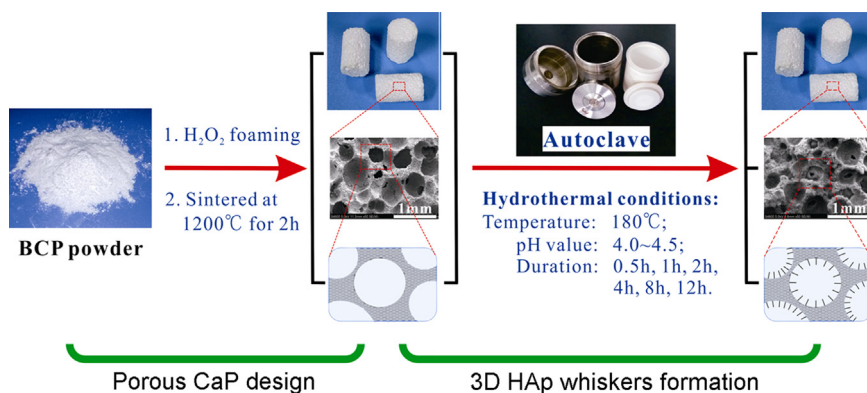 BCP powder
1. H₂O₂ foaming
2. Sintered at
1200℃ for 2h
1mm
Autoclave
Hydrothermal conditions:
Temperature: 180℃;
pH value: 4.0~4.5;
Duration: 0.5h, 1h, 2h,
4h, 8h, 12h.
1mm
Porous CaP design
3D HAp whiskers formation